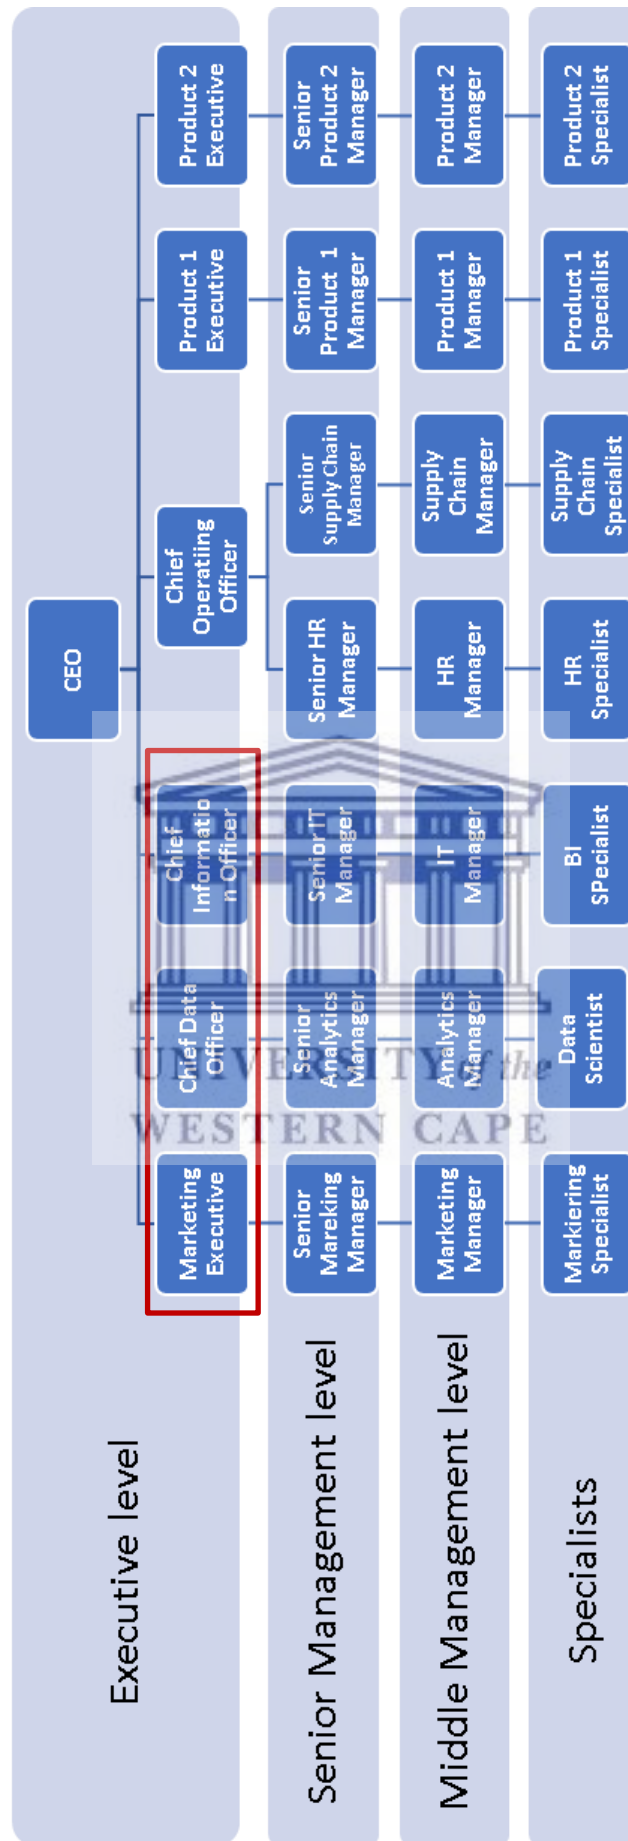 Executive level
CEO
Marketing
Executive
Chief Data
Officer
Chief
Informatio
n Officer
Chief
Operatiing
Officer
Product 1
Executive
Product 2
Executive
Senior Management level
Senior
Mareking
Manager
Senior
Analytics
Manager
Senior IT
Manager
Senior HR
Manager
Senior
Supply Chain
Manager
Senior
Product 1
Manager
Senior
Product 2
Manager
Middle Management level
Marketing
Manager
Analytics
Manager
IT
Manager
HR
Manager
Supply
Chain
Manager
Product 1
Manager
Product 2
Manager
Specialists
Markiering
Specialist
Data
Scientist
BI
SPecialist
HR
Specialist
Supply
Chain
Specialist
Product 1
Specialist
Product 2
Specialist
UNIVERSITY of the
WESTERN CAPE